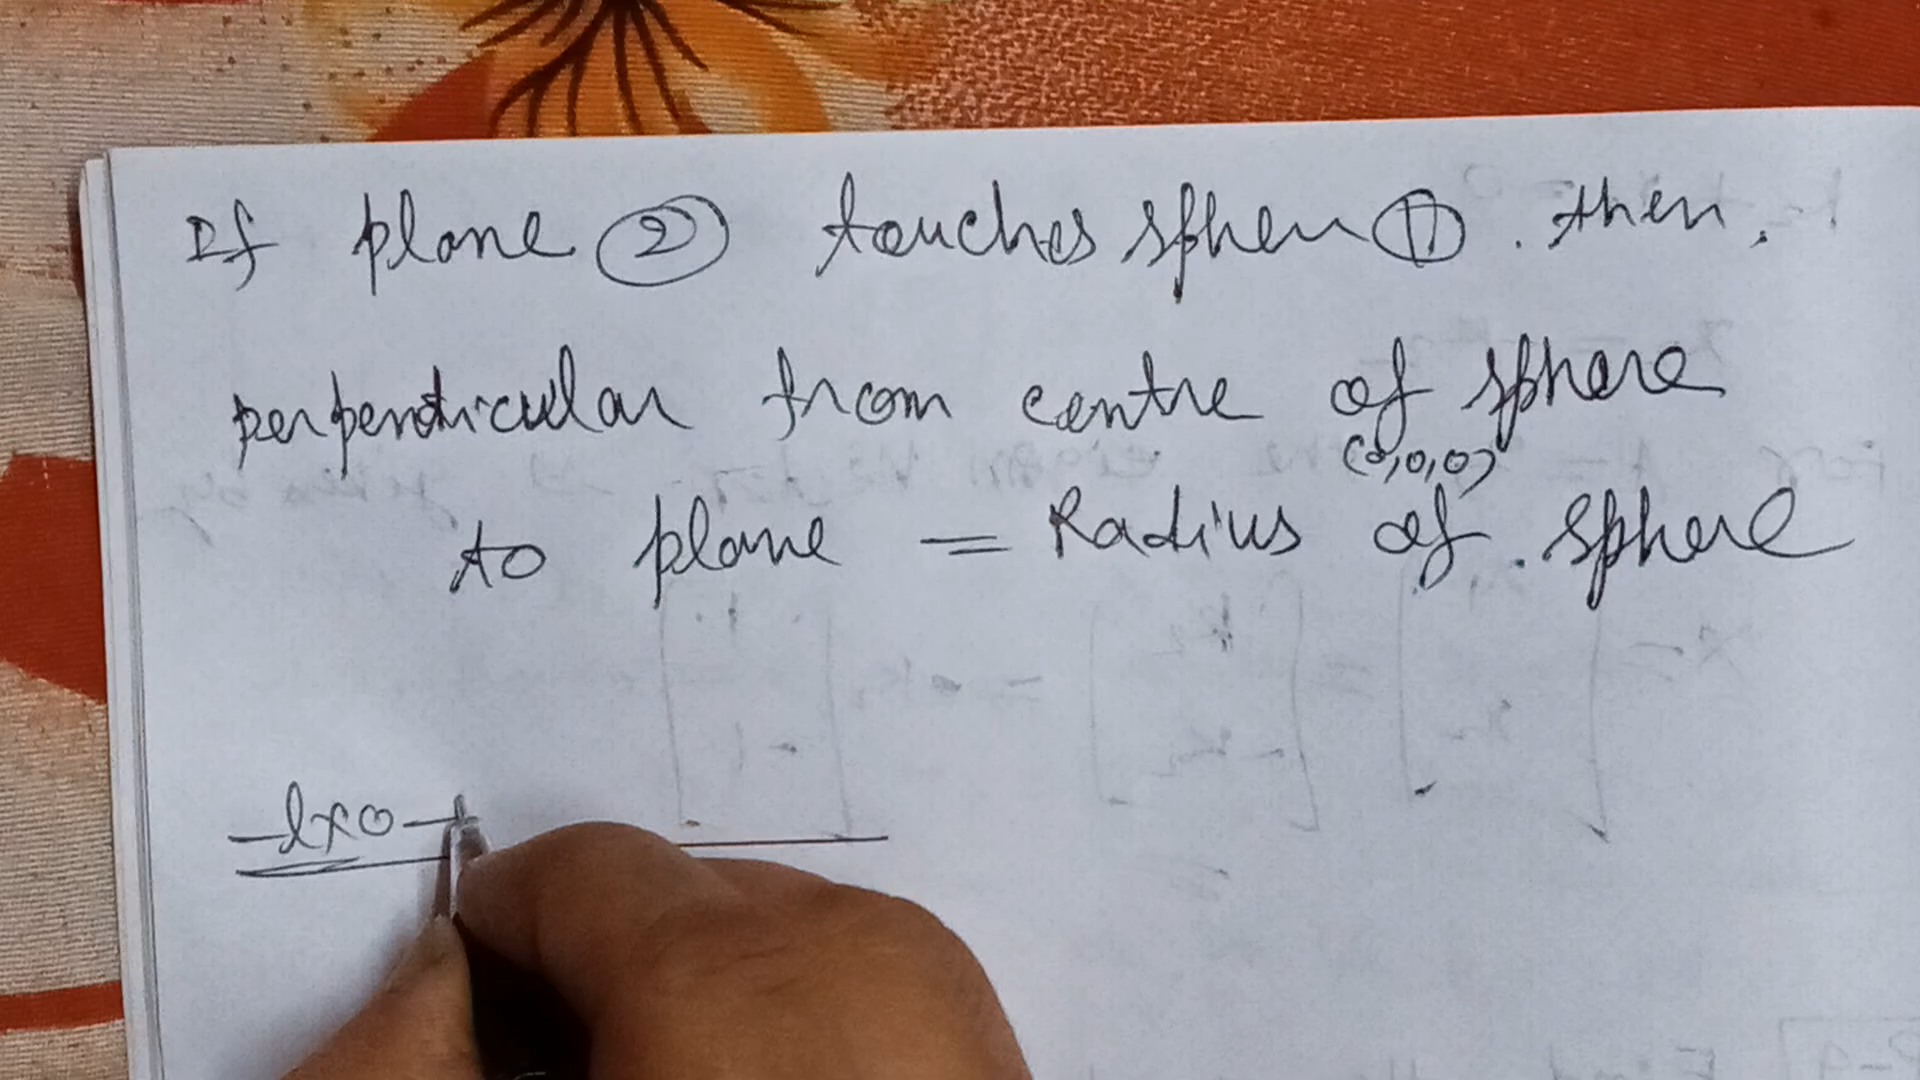 If plane ② touches sphere ① . then .
perpendicular from centre of sphere
(0,0,0)
to plane = Radius of sphere
-l×0-